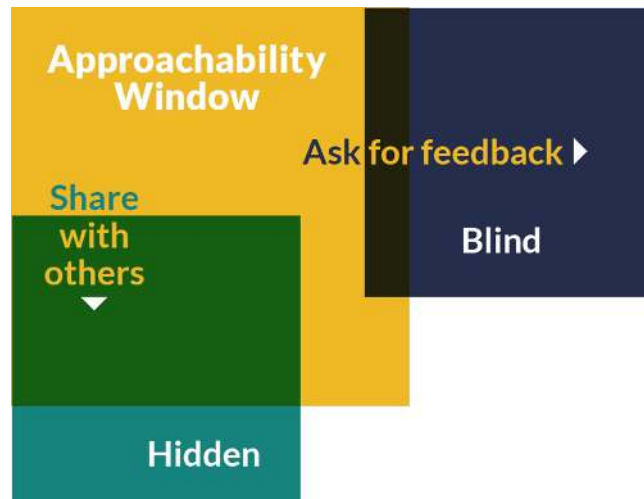 Approachability
Window
Ask for feedback
Share
with
others
Blind
Hidden